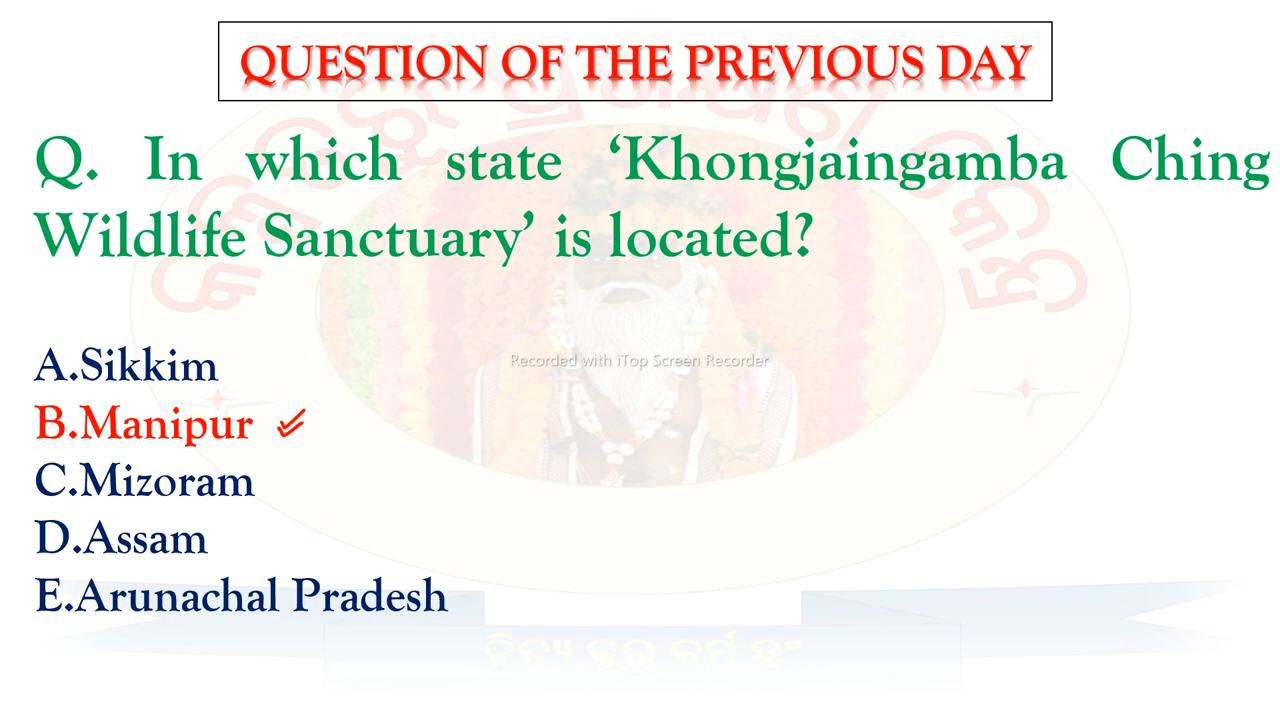 QUESTION OF THE PREVIOUS DAY
Q. In which state ‘Khongjaingamba Ching
Wildlife Sanctuary’ is located?
Recorded with iTop Screen Recorder
A.Sikkim
B.Manipur
C.Mizoram
D.Assam
E.Arunachal Pradesh
ନିତ୍ୟ କୁରୁ କର୍ମ ତ୍ୱଂ